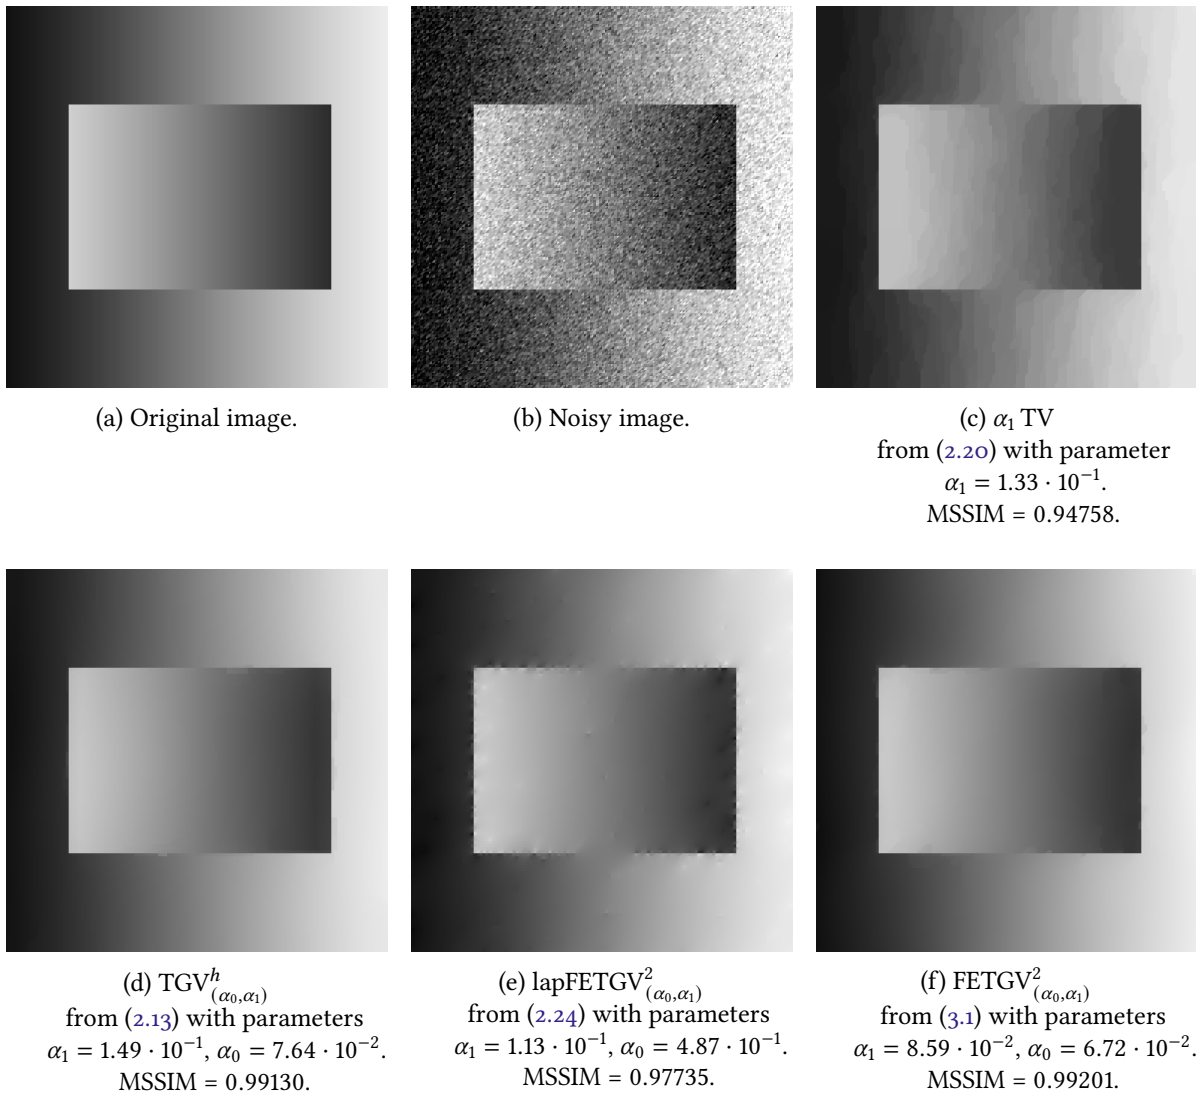 (a) Original image.
(b) Noisy image.
(c) α₁ TV
from (2.20) with parameter
α₁ = 1.33 · 10⁻¹.
MSSIM = 0.94758.
(d) TGVʰ(α₀,α₁)
from (2.13) with parameters
α₁ = 1.49 · 10⁻¹, α₀ = 7.64 · 10⁻².
MSSIM = 0.99130.
(e) lapFETGV²(α₀,α₁)
from (2.24) with parameters
α₁ = 1.13 · 10⁻¹, α₀ = 4.87 · 10⁻¹.
MSSIM = 0.97735.
(f) FETGV²(α₀,α₁)
from (3.1) with parameters
α₁ = 8.59 · 10⁻², α₀ = 6.72 · 10⁻².
MSSIM = 0.99201.